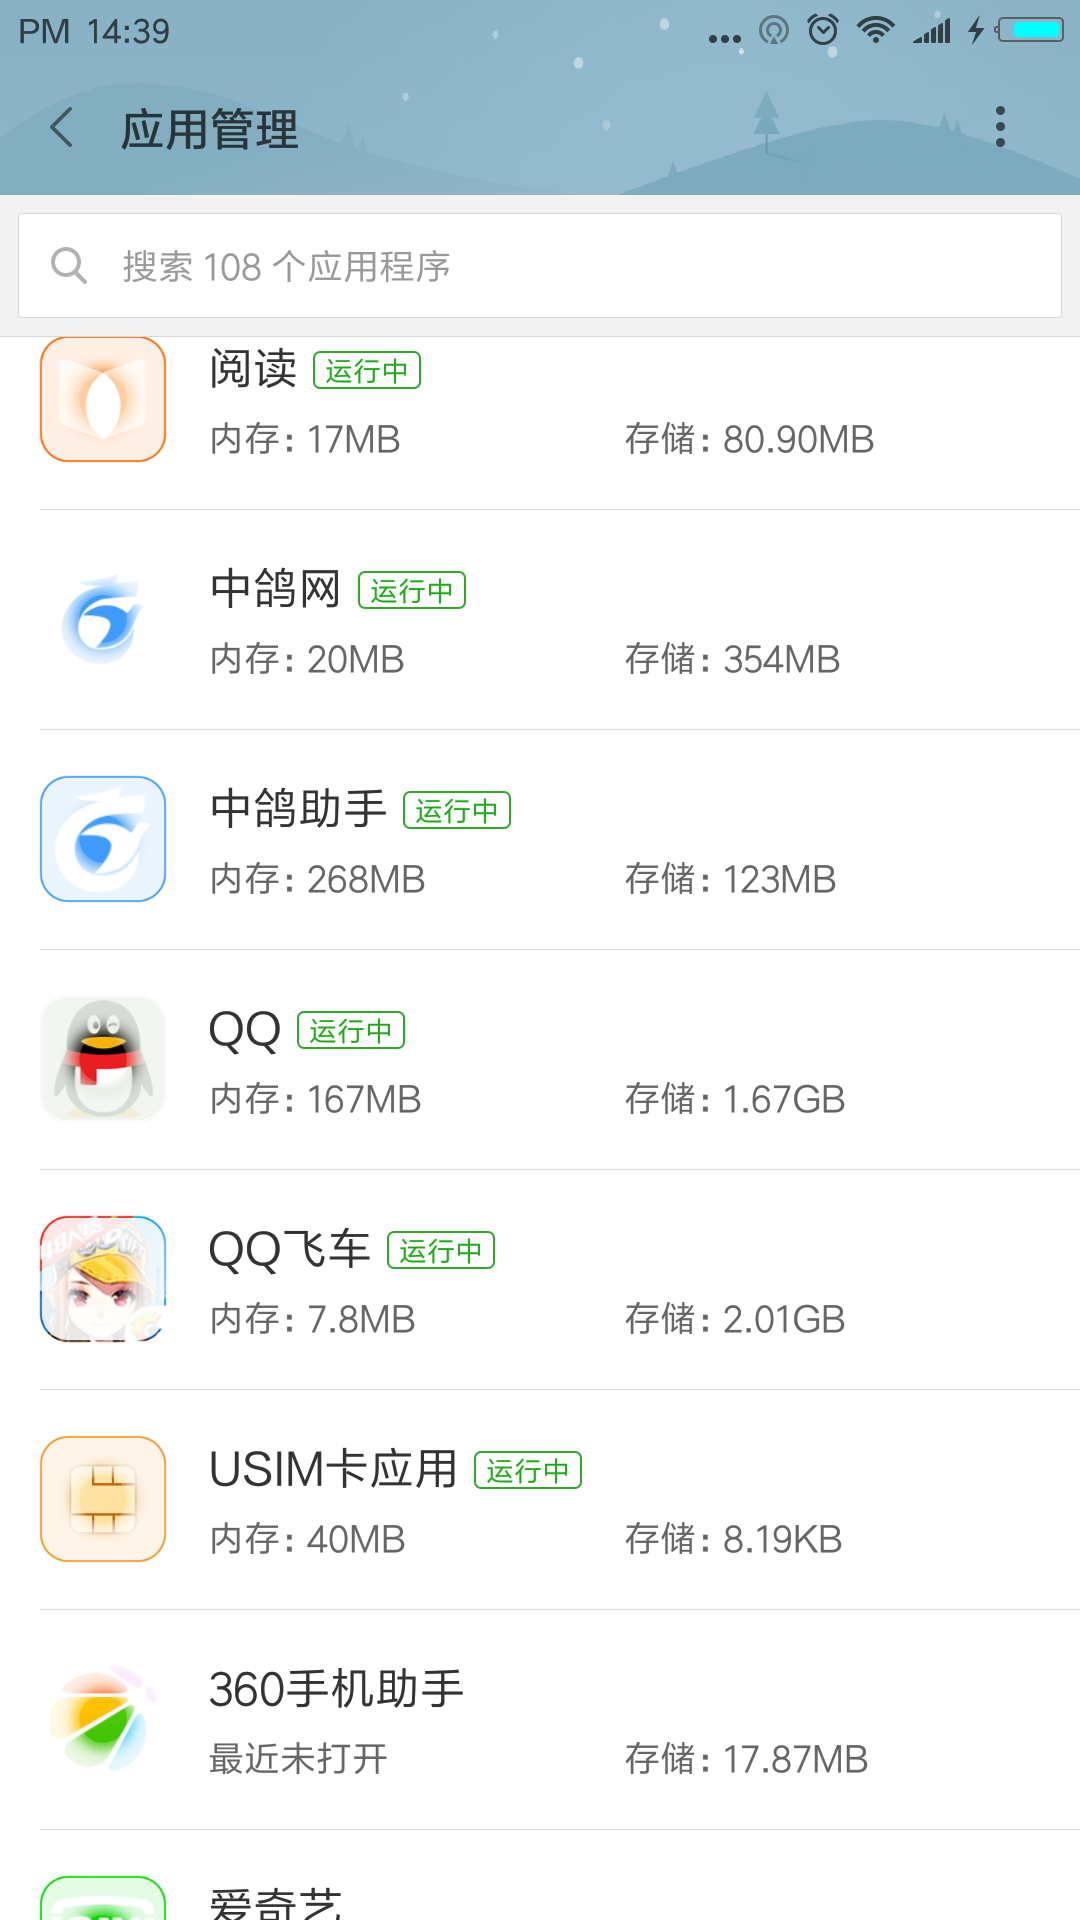 PM 14:39
应用管理
搜索 108 个应用程序
阅读 运行中
内存: 17MB 存储: 80.90MB
中鸽网 运行中
内存: 20MB 存储: 354MB
中鸽助手 运行中
内存: 268MB 存储: 123MB
QQ 运行中
内存: 167MB 存储: 1.67GB
QQ飞车 运行中
内存: 7.8MB 存储: 2.01GB
USIM卡应用 运行中
内存: 40MB 存储: 8.19KB
360手机助手
最近未打开 存储: 17.87MB
爱奇艺